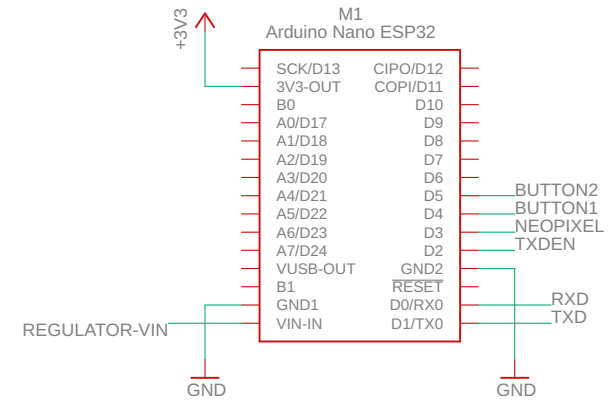 M1
Arduino Nano ESP32
+3V3
SCK/D13 CIPO/D12
3V3-OUT COPI/D11
B0 D10
A0/D17 D9
A1/D18 D8
A2/D19 D7
A3/D20 D6
A4/D21 D5 BUTTON2
A5/D22 D4 BUTTON1
A6/D23 D3 NEOPIXEL
A7/D24 D2 TXDEN
VUSB-OUT GND2
B1 RESET
GND1 D0/RX0 RXD
REGULATOR-VIN VIN-IN D1/TX0 TXD
GND GND